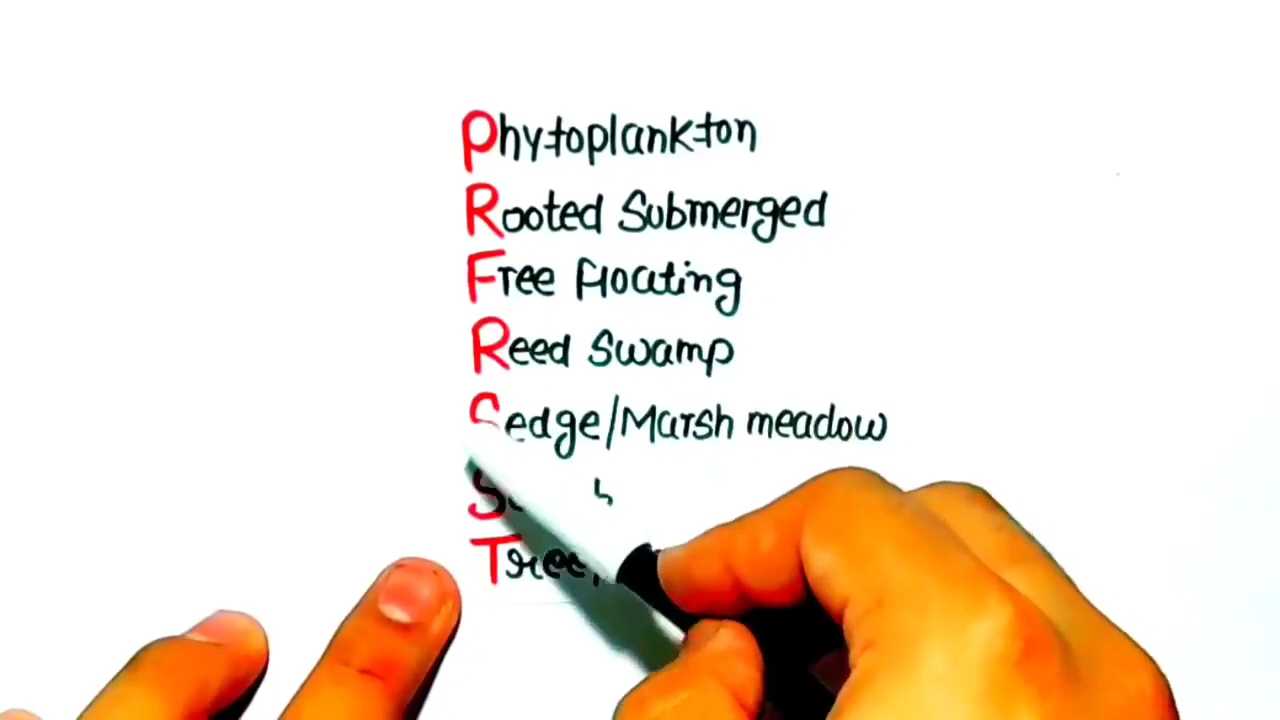 Phytoplankton
Rooted Submerged
Free floating
Reed Swamp
Sedge/Marsh meadow